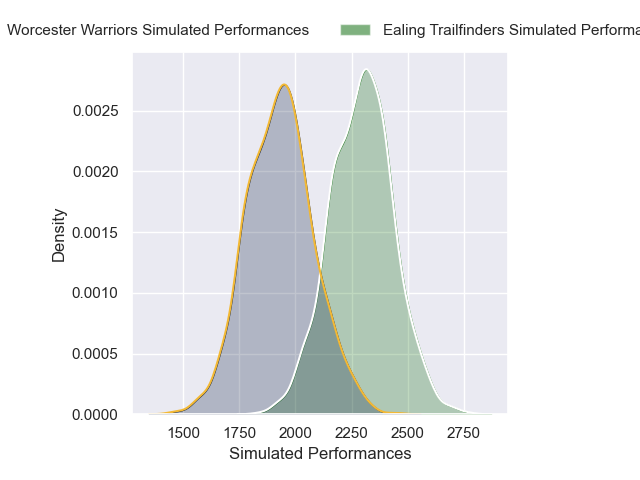 Worcester Warriors Simulated Performances
Ealing Trailfinders Simulated Performa
0.0025
0.0020
0.0015
0.0010
0.0005
0.0000
Density
1500 1750 2000 2250 2500 2750
Simulated Performances